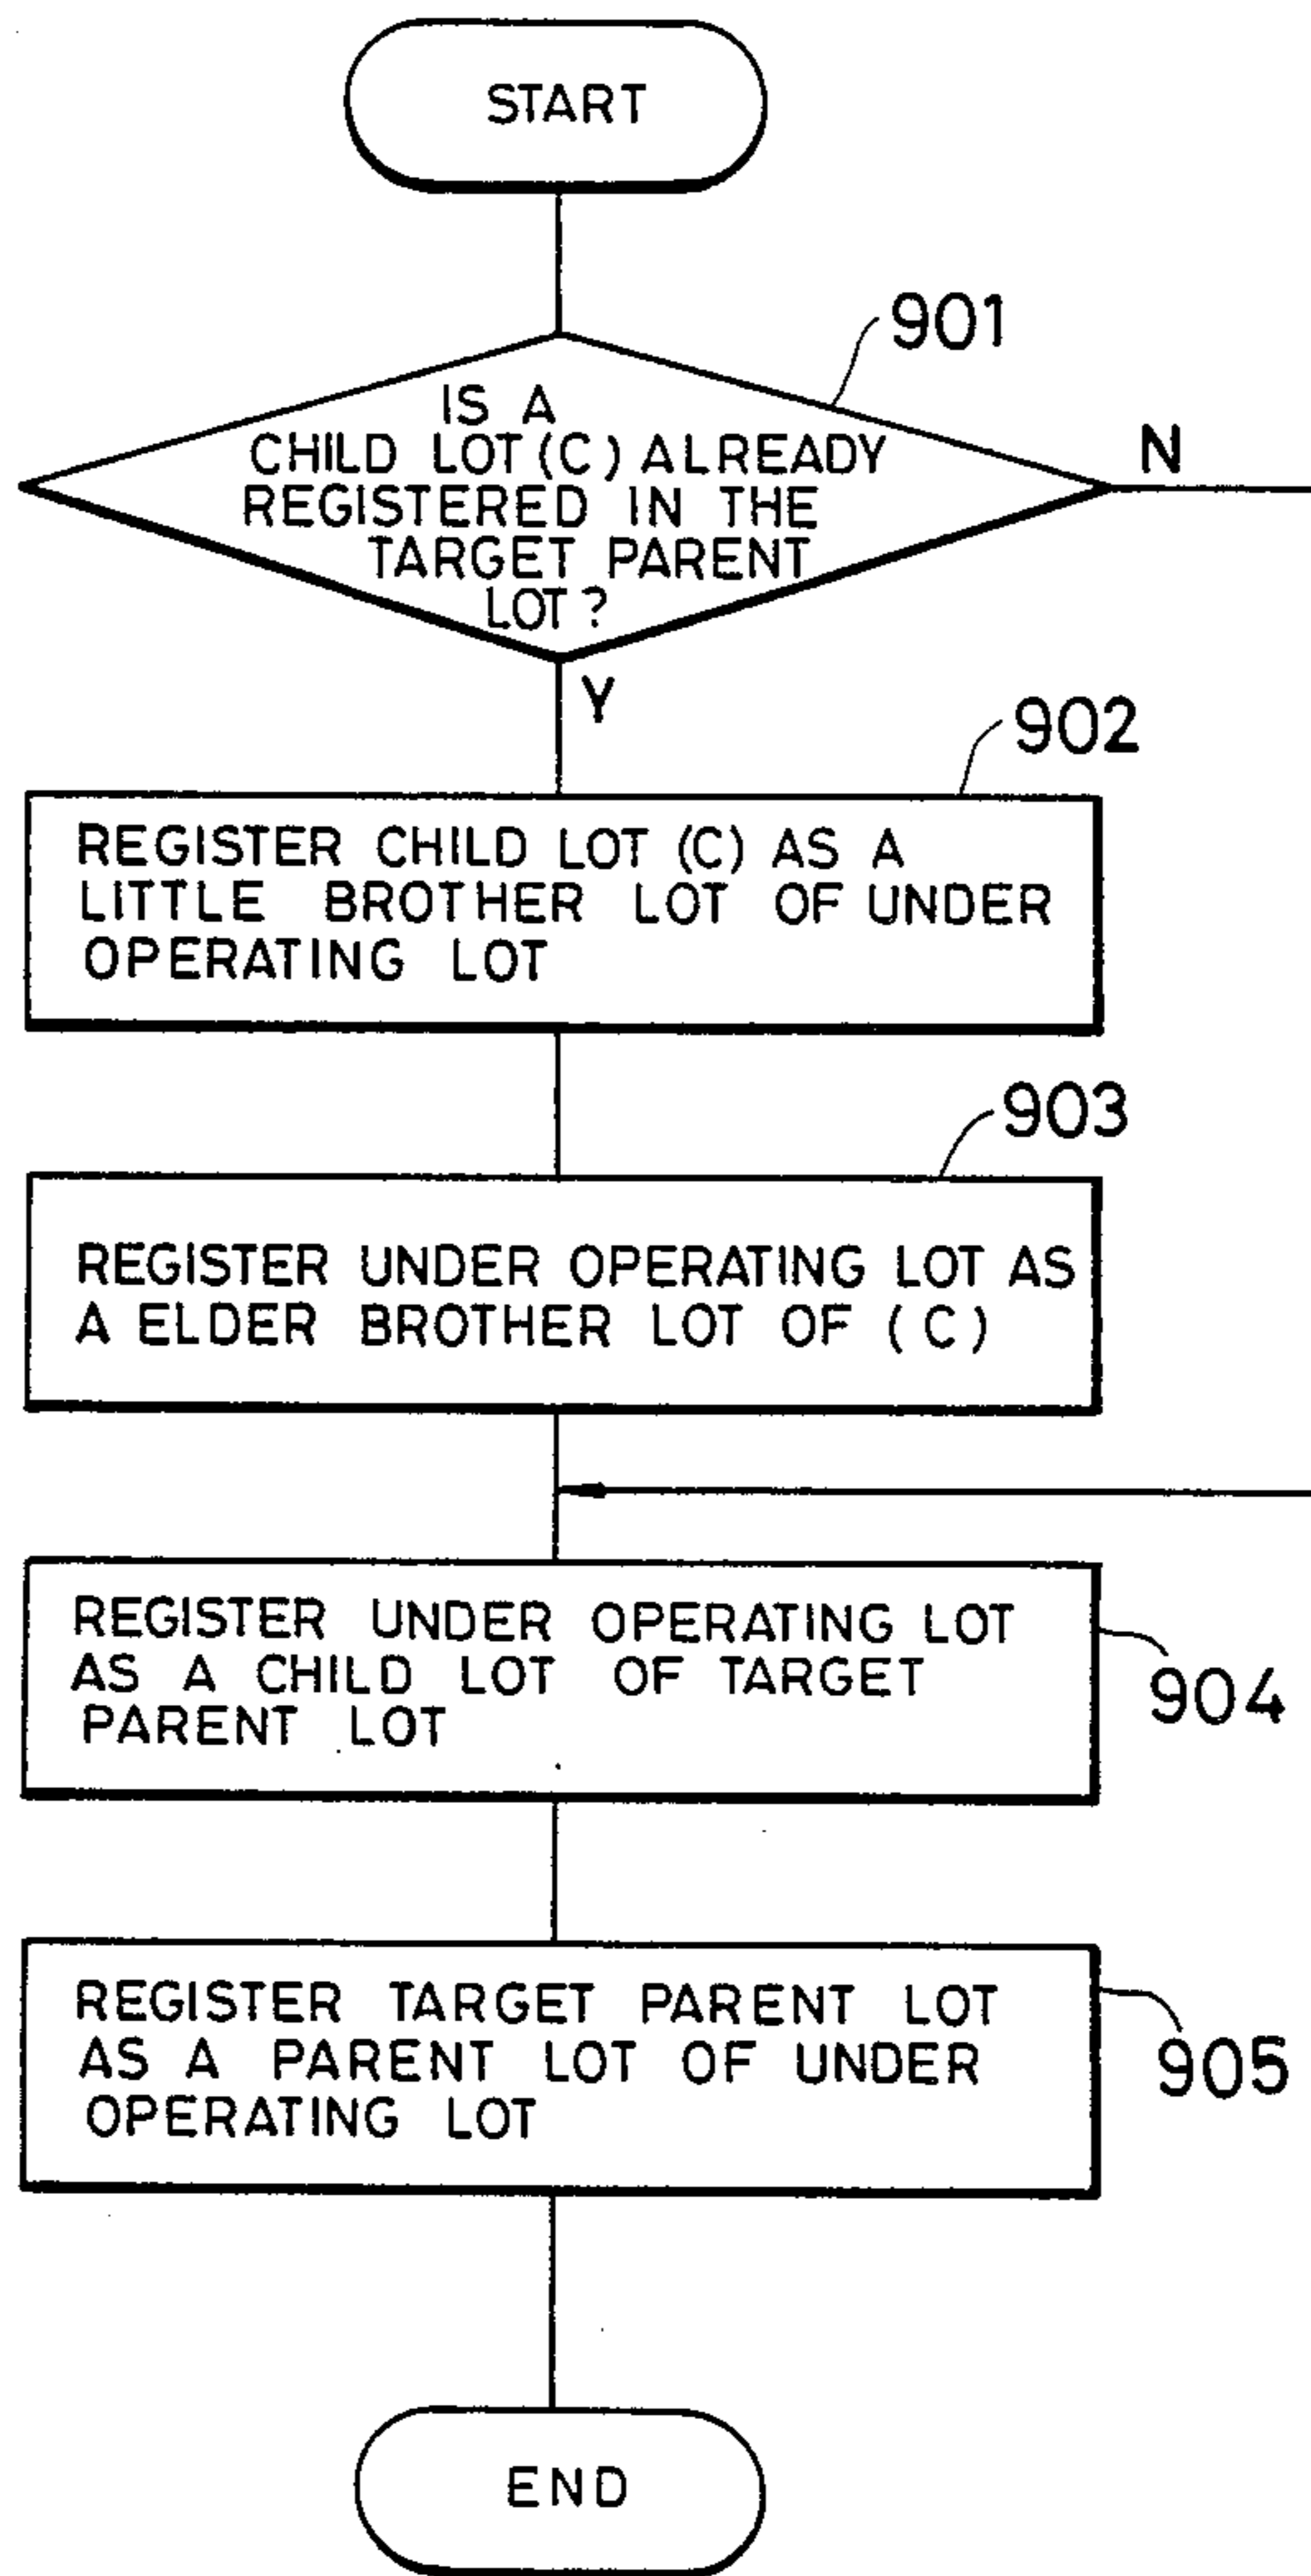 START
901
IS A
CHILD LOT (C) ALREADY
REGISTERED IN THE
TARGET PARENT
LOT?
N
Y
902
REGISTER CHILD LOT (C) AS A
LITTLE BROTHER LOT OF UNDER
OPERATING LOT
903
REGISTER UNDER OPERATING LOT AS
A ELDER BROTHER LOT OF (C)
REGISTER UNDER OPERATING LOT
AS A CHILD LOT OF TARGET
PARENT LOT
904
REGISTER TARGET PARENT LOT
AS A PARENT LOT OF UNDER
OPERATING LOT
905
END